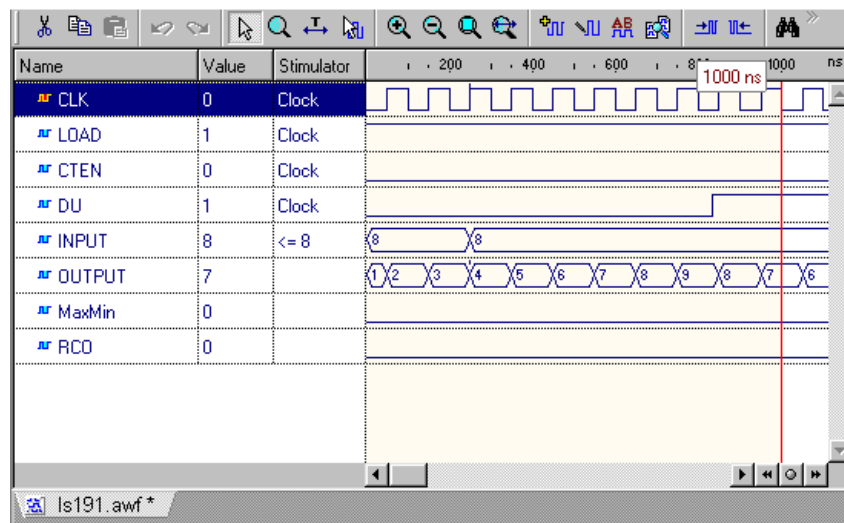 Name Value Stimulator 200 400 600 1000 ns
1000 ns
CLK 0 Clock
LOAD 1 Clock
CTEN 0 Clock
DU 1 Clock
INPUT 8 <= 8 8 8
OUTPUT 7 1 2 3 4 5 6 7 8 9 8 7 6
MaxMin 0
RCO 0
ls191.awf *